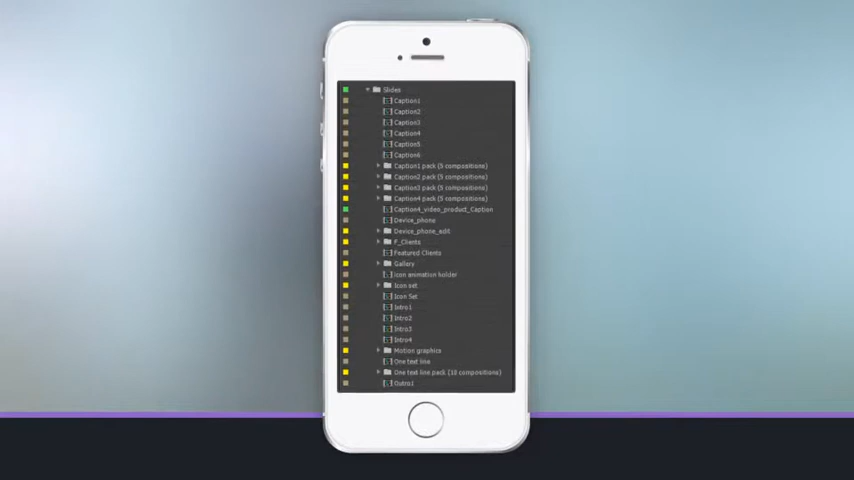 Slides
Caption1
Caption2
Caption3
Caption4
Caption5
Caption6
Caption1 pack (5 compositions)
Caption2 pack (5 compositions)
Caption3 pack (5 compositions)
Caption4 pack (5 compositions)
Caption4_video_product_Caption
Device_phone
Device_phone_edit
F_Clients
Featured Clients
Gallery
icon animation holder
Icon set
Icon Set
Intro1
Intro2
Intro3
Intro4
Motion graphics
One text line
One text line pack (13 compositions)
Outro1